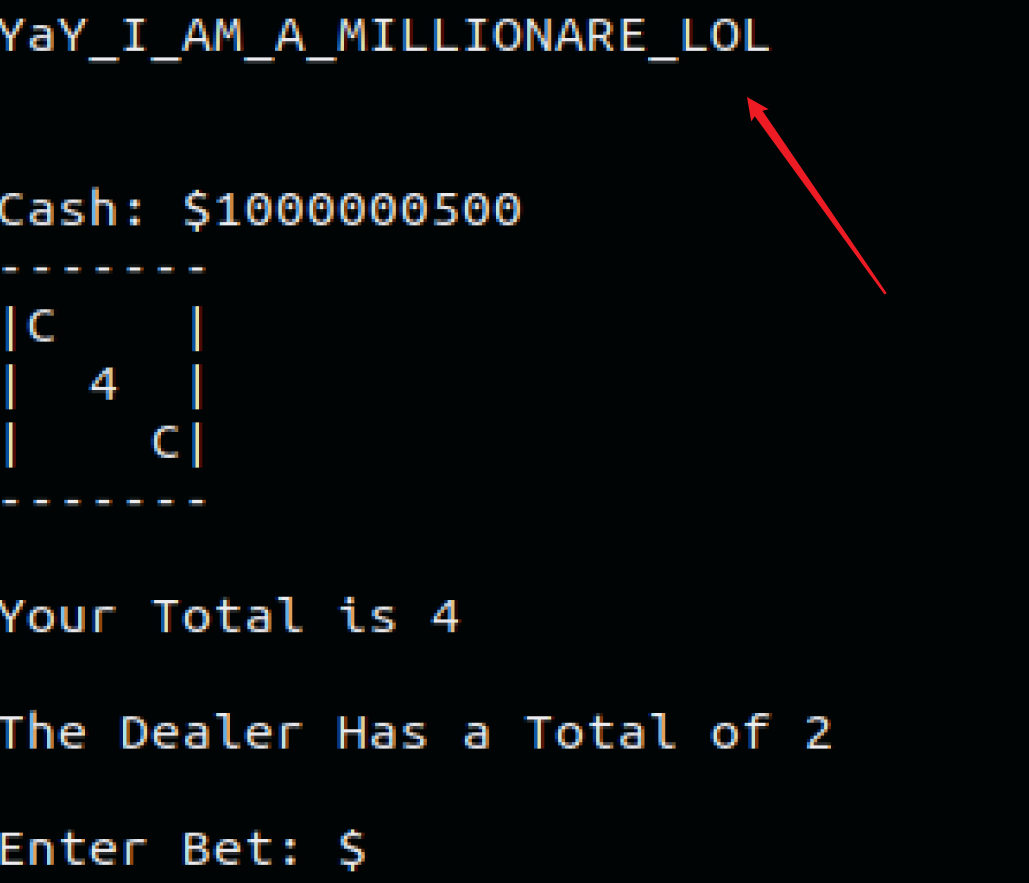 YaY_I_AM_A_MILLIONARE_LOL
Cash: $1000000500
-------
|C     |
|  4   |
|     C|
-------
Your Total is 4
The Dealer Has a Total of 2
Enter Bet: $